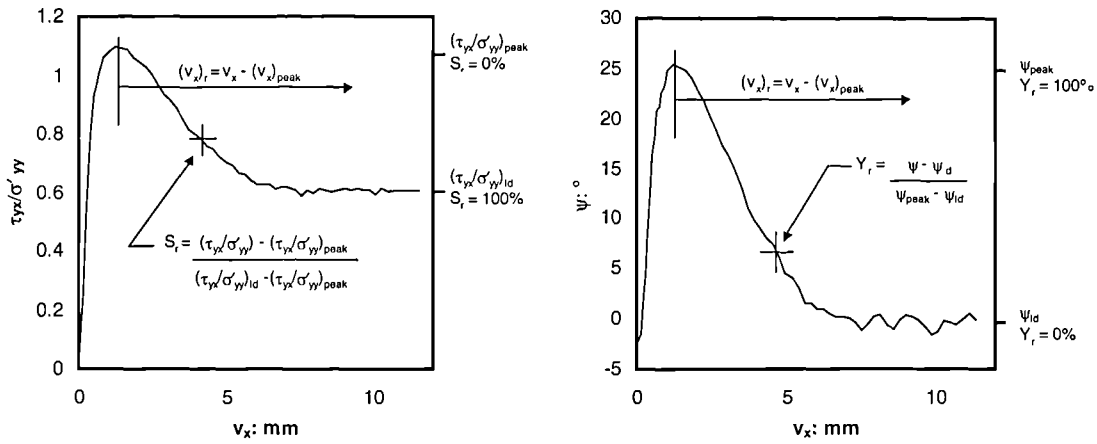 1.2
1
0.8
0.6
0.4
0.2
0
τyx/σ′yy
0
5
10
vx: mm
(vx)r = vx - (vx)peak
Sr = (τyx/σ′yy) - (τyx/σ′yy)peak
(τyx/σ′yy)ld - (τyx/σ′yy)peak
(τyx/σ′yy)peak
Sr = 0%
(τyx/σ′yy)ld
Sr = 100%
30
25
20
15
10
5
0
-5
ψ: °
0
5
10
vx: mm
(vx)r = vx - (vx)peak
Yr = ψ - ψd
ψpeak - ψld
ψpeak
Yr = 100%
ψld
Yr = 0%